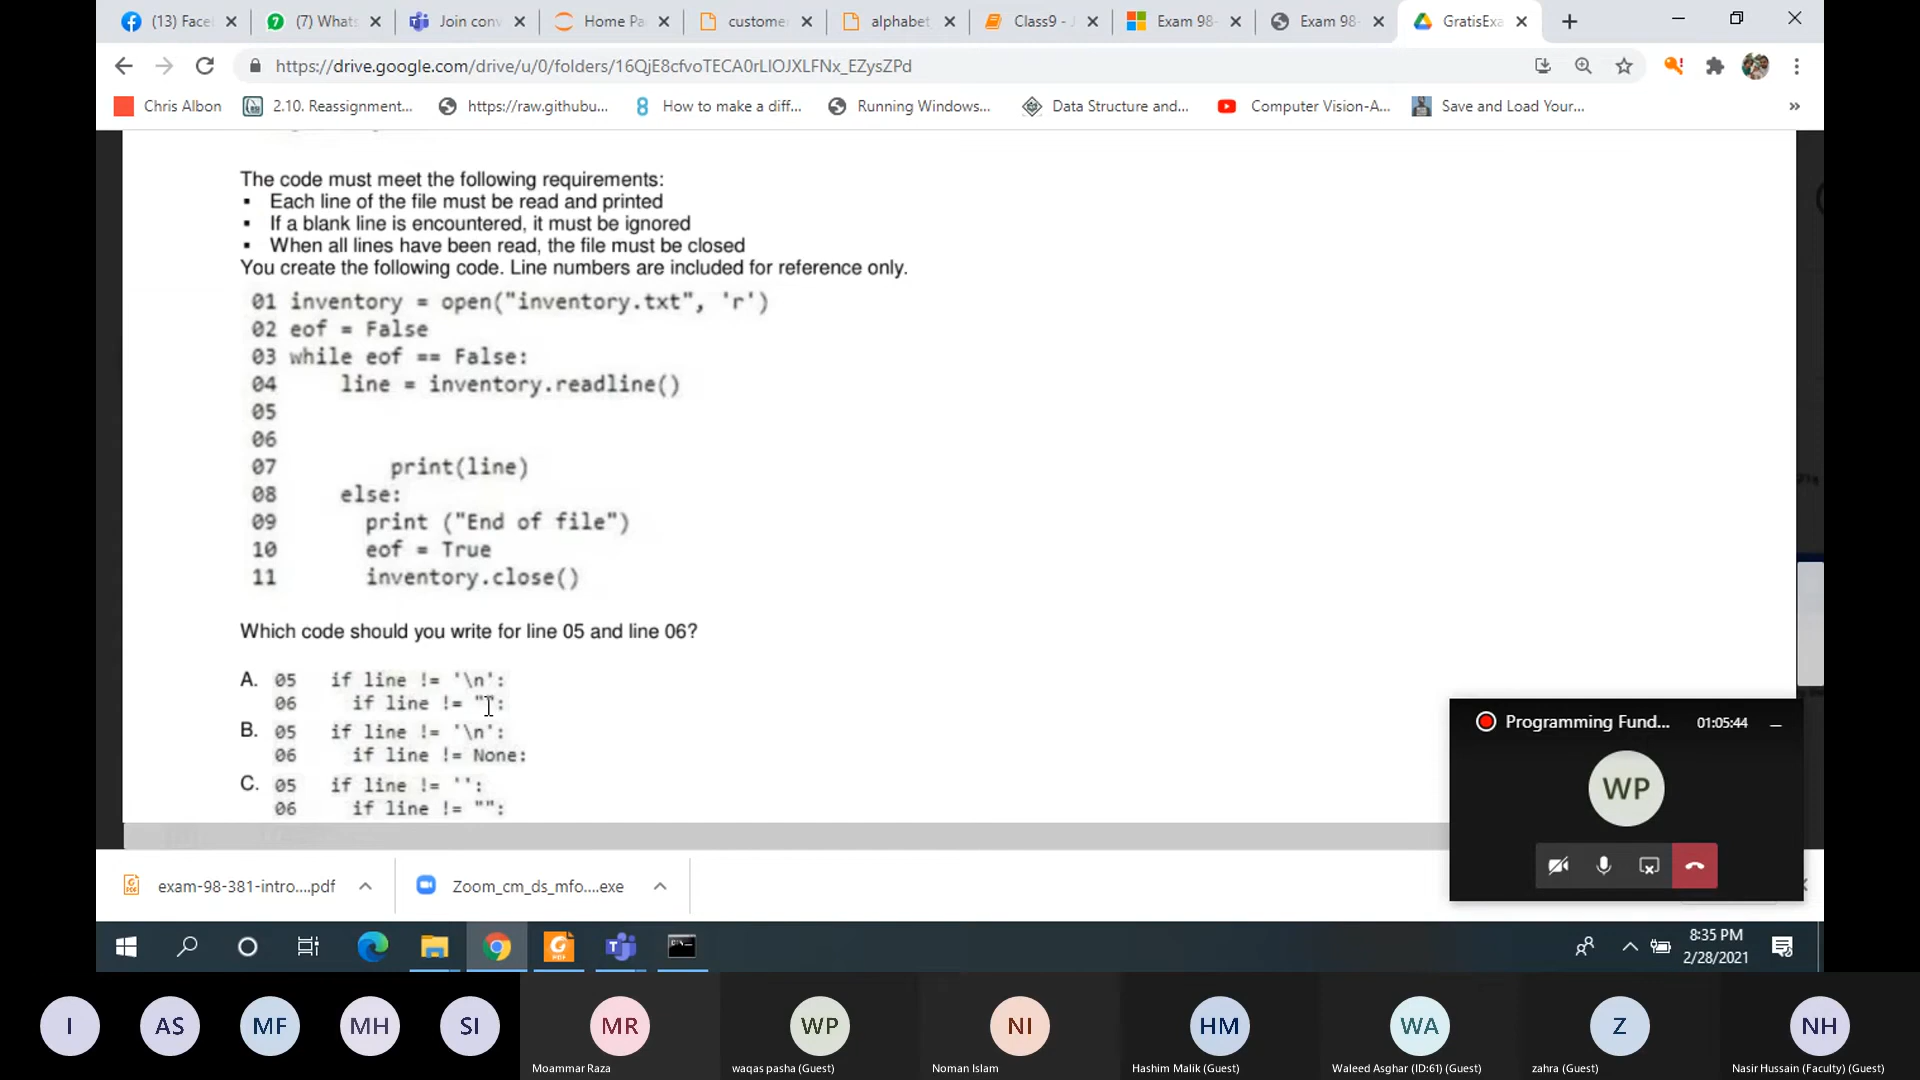 (13) Face
(7) Whats
Join conv
Home Pa
custome
alphabet
Class9 - J
Exam 98-
Exam 98-
GratisExa
https://drive.google.com/drive/u/0/folders/16QjE8cfvoTECA0rLIOJXLFNx_EZysZPd
Chris Albon
2.10. Reassignment...
https://raw.githubu...
8 How to make a diff...
Running Windows...
Data Structure and...
Computer Vision-A...
Save and Load Your...
»
The code must meet the following requirements:
▪ Each line of the file must be read and printed
▪ If a blank line is encountered, it must be ignored
▪ When all lines have been read, the file must be closed
You create the following code. Line numbers are included for reference only.
01 inventory = open("inventory.txt", 'r')
02 eof = False
03 while eof == False:
04     line = inventory.readline()
05
06
07         print(line)
08     else:
09       print ("End of file")
10       eof = True
11       inventory.close()
Which code should you write for line 05 and line 06?
A. 05   if line != '\n':
06     if line != "":
B. 05   if line != '\n':
06     if line != None:
C. 05   if line != '':
06     if line != "":
Programming Fund... 01:05:44
WP
exam-98-381-intro....pdf
Zoom_cm_ds_mfo....exe
8:35 PM
2/28/2021
I
AS
MF
MH
SI
MR
WP
NI
HM
WA
Z
NH
Moammar Raza
waqas pasha (Guest)
Noman Islam
Hashim Malik (Guest)
Waleed Asghar (ID:61) (Guest)
zahra (Guest)
Nasir Hussain (Faculty) (Guest)